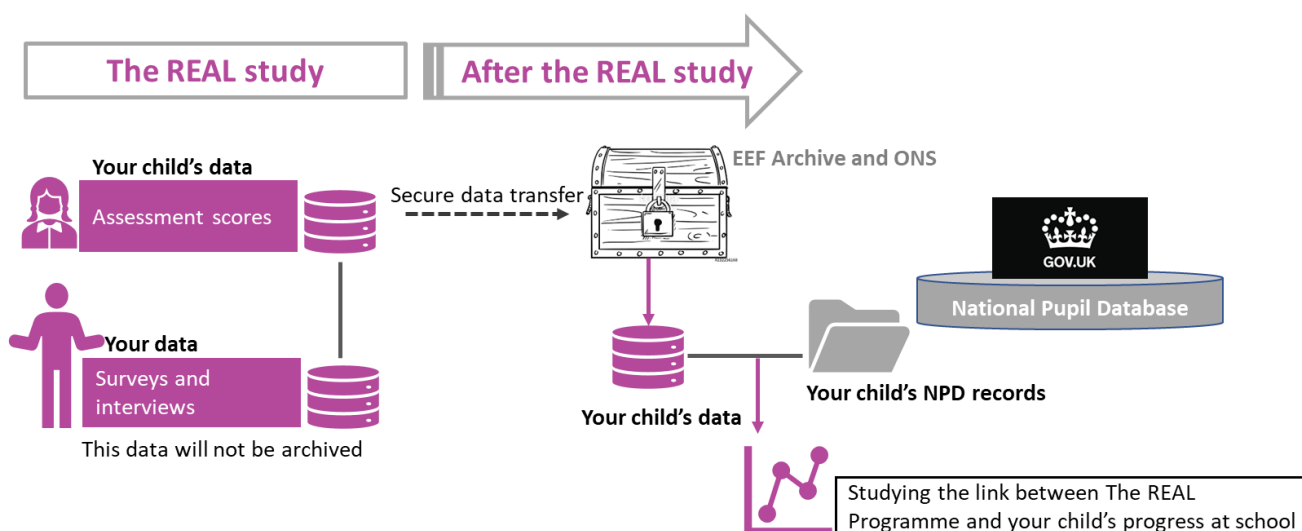 The REAL study
After the REAL study
Your child's data
Assessment scores
Secure data transfer
EEF Archive and ONS
GOV.UK
National Pupil Database
Your data
Surveys and
interviews
This data will not be archived
Your child's data
Your child's NPD records
Studying the link between The REAL
Programme and your child's progress at school